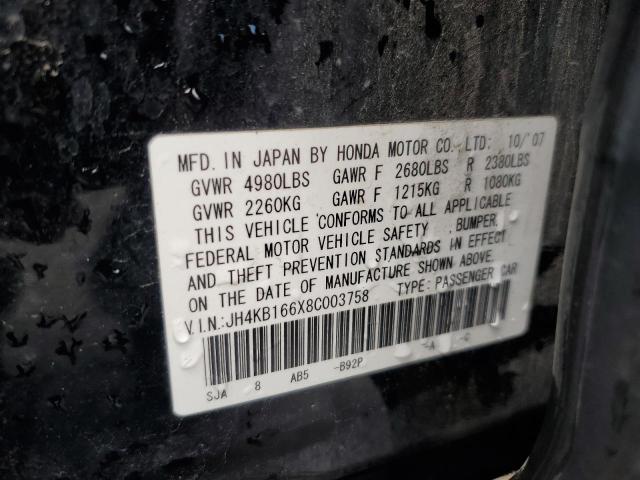 MFD. IN JAPAN BY HONDA MOTOR CO., LTD: 10/'07
GVWR 4980LBS GAWR F 2680LBS R 2380LBS
GVWR 2260KG GAWR F 1215KG R 1080KG
THIS VEHICLE CONFORMS TO ALL APPLICABLE
FEDERAL MOTOR VEHICLE SAFETY , BUMPER,
AND THEFT PREVENTION STANDARDS IN EFFECT
ON THE DATE OF MANUFACTURE SHOWN ABOVE.
V.I.N.:JH4KB166X8C003758 TYPE: PASSENGER CAR
SJA 8 AB5 -B92P -A -C